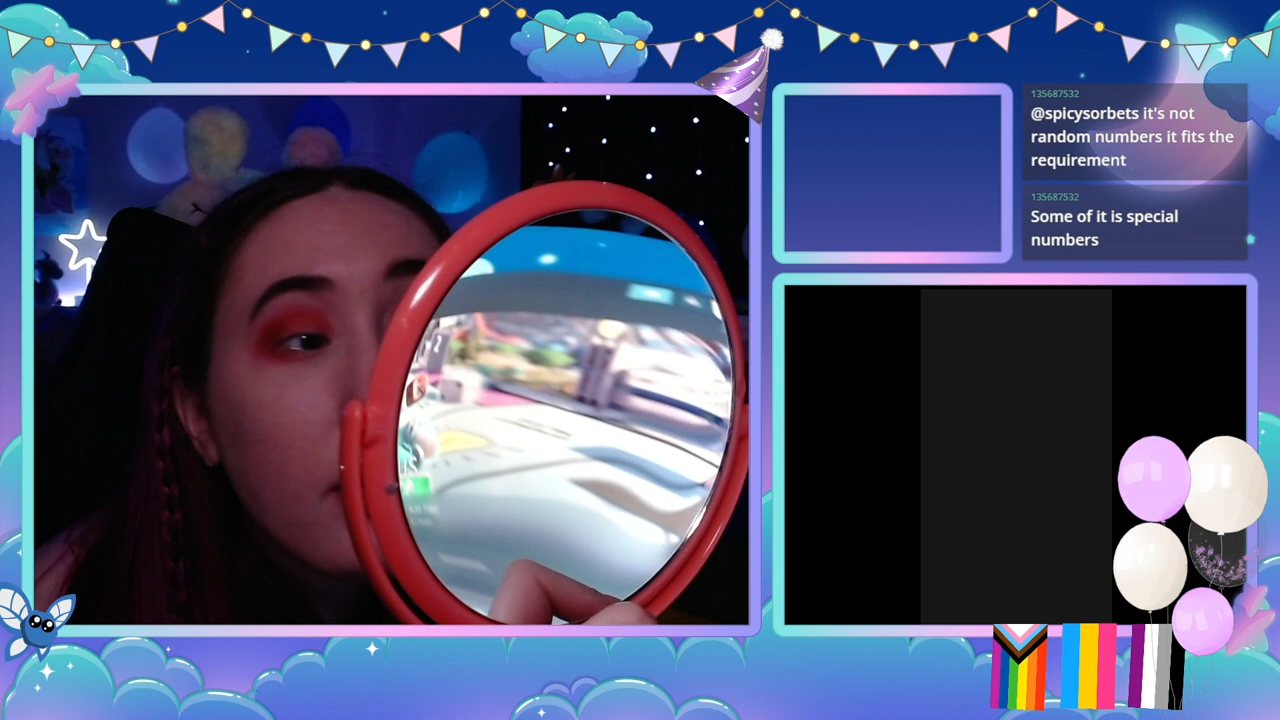 135687532
@spicysorbets it's not
random numbers it fits the
requirement
135687532
Some of it is special
numbers